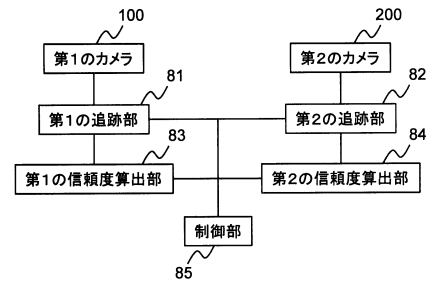 100
200
第1のカメラ
第2のカメラ
81
82
第1の追跡部
第2の追跡部
83
84
第1の信頼度算出部
第2の信頼度算出部
制御部
85